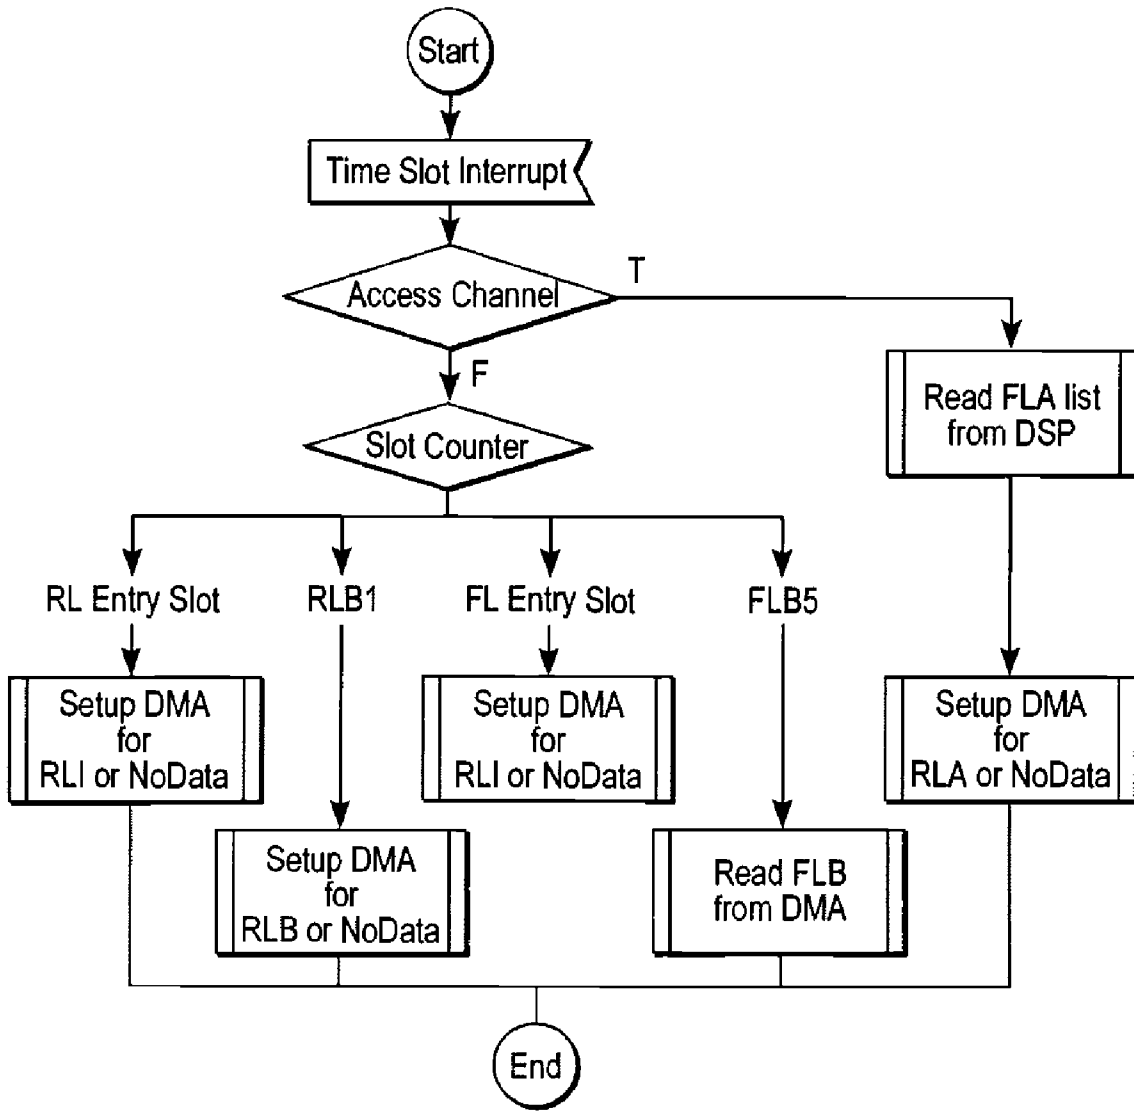 Start
Time Slot Interrupt
Access Channel
T
F
Read FLA list
from DSP
Slot Counter
RL Entry Slot
RLB1
FL Entry Slot
FLB5
Setup DMA
for
RLI or NoData
Setup DMA
for
RLI or NoData
Setup DMA
for
RLA or NoData
Setup DMA
for
RLB or NoData
Read FLB
from DMA
End